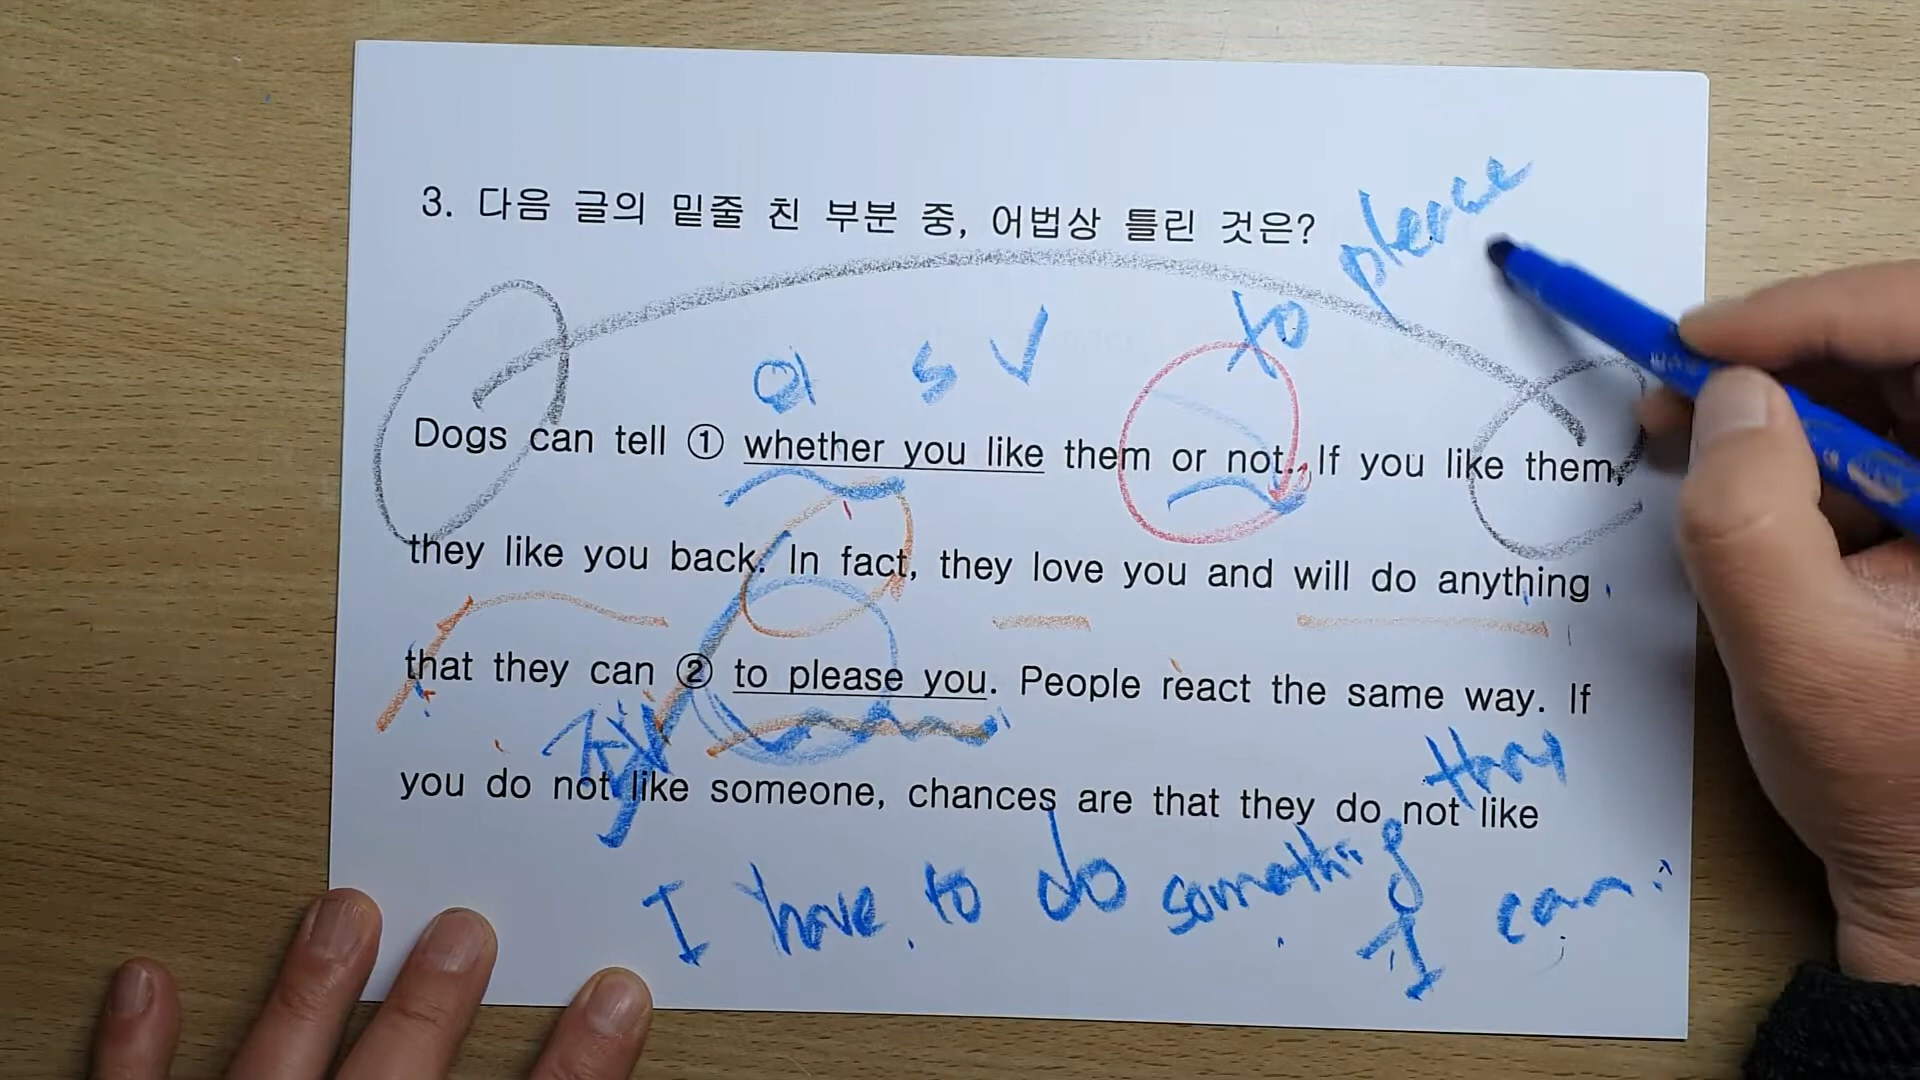 3. 다음 글의 밑줄 친 부분 중, 어법상 틀린 것은?
to please
이 S V
Dogs can tell ① whether you like them or not. If you like them,
they like you back. In fact, they love you and will do anything
that they can ② to please you. People react the same way. If
they
you do not like someone, chances are that they do not like
I have to do something I can